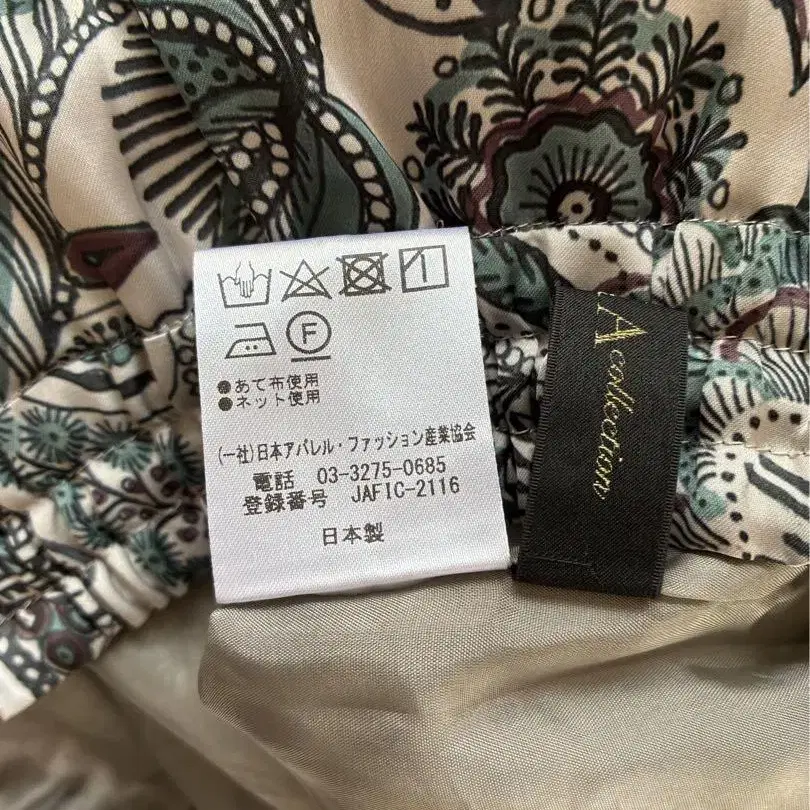 F
●あて布使用
●ネット使用
(一社)日本アパレル・ファッション産業協会
電話 03-3275-0685
登録番号 JAFIC-2116
日本製
A collection